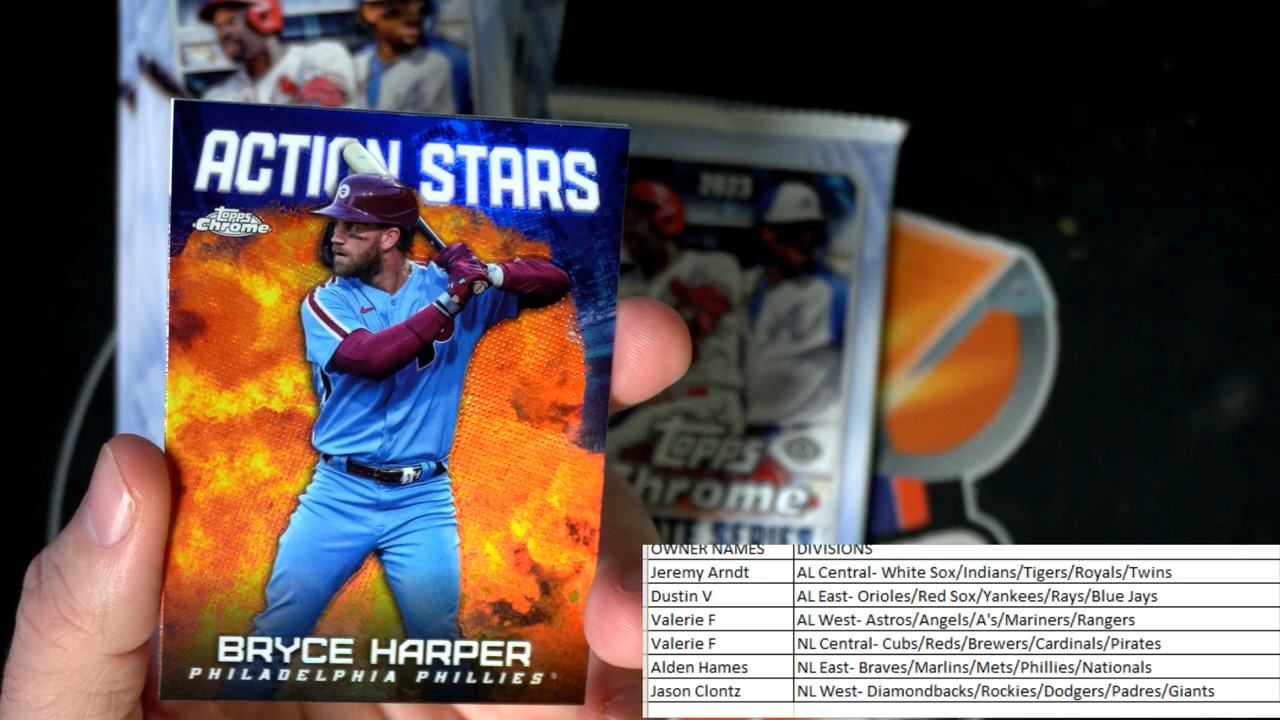 ACTION STARS
Topps
Chrome
BRYCE HARPER
PHILADELPHIA PHILLIES
2023
Topps
Chrome
SERIES
OWNER NAMES DIVISIONS
Jeremy Arndt AL Central- White Sox/Indians/Tigers/Royals/Twins
Dustin V AL East- Orioles/Red Sox/Yankees/Rays/Blue Jays
Valerie F AL West- Astros/Angels/A's/Mariners/Rangers
Valerie F NL Central- Cubs/Reds/Brewers/Cardinals/Pirates
Alden Hames NL East- Braves/Marlins/Mets/Phillies/Nationals
Jason Clontz NL West- Diamondbacks/Rockies/Dodgers/Padres/Giants